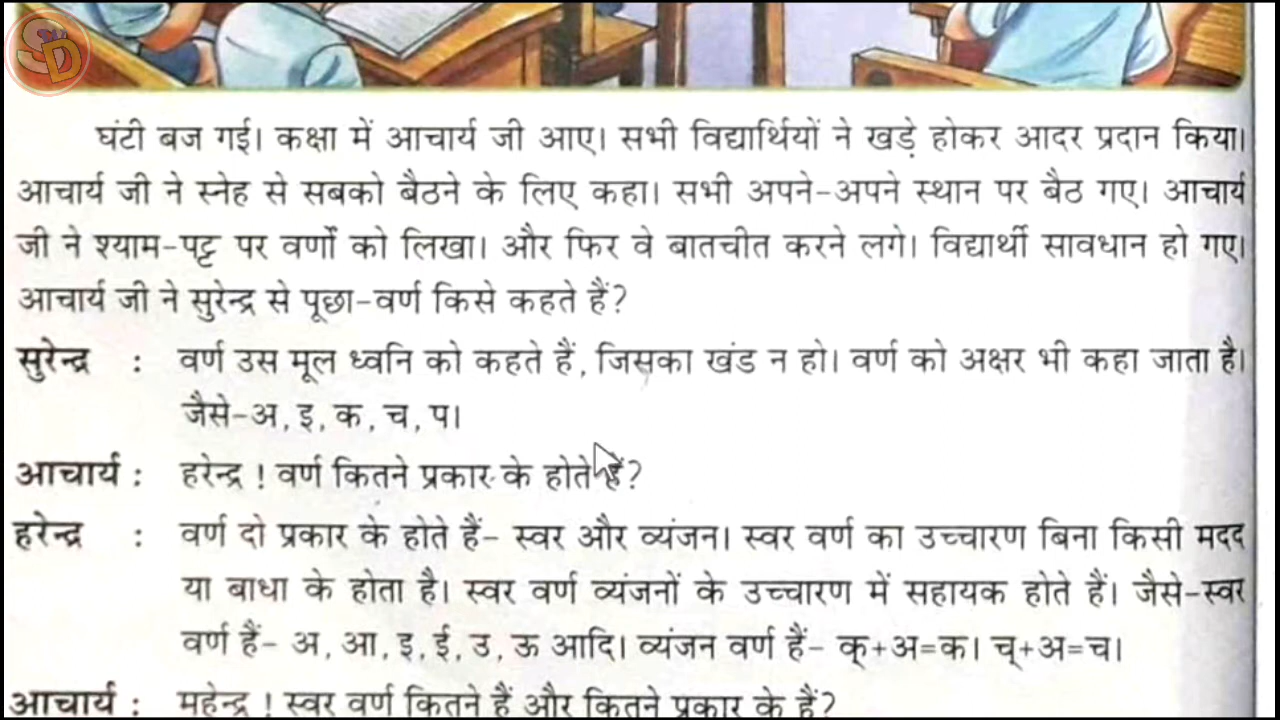 SD
घंटी बज गई। कक्षा में आचार्य जी आए। सभी विद्यार्थियों ने खड़े होकर आदर प्रदान किया।
आचार्य जी ने स्नेह से सबको बैठने के लिए कहा। सभी अपने-अपने स्थान पर बैठ गए। आचार्य
जी ने श्याम-पट्ट पर वर्णों को लिखा। और फिर वे बातचीत करने लगे। विद्यार्थी सावधान हो गए।
आचार्य जी ने सुरेन्द्र से पूछा-वर्ण किसे कहते हैं?
सुरेन्द्र : वर्ण उस मूल ध्वनि को कहते हैं, जिसका खंड न हो। वर्ण को अक्षर भी कहा जाता है।
जैसे-अ, इ, क, च, प।
आचार्य : हरेन्द्र ! वर्ण कितने प्रकार के होते हैं?
हरेन्द्र : वर्ण दो प्रकार के होते हैं- स्वर और व्यंजन। स्वर वर्ण का उच्चारण बिना किसी मदद
या बाधा के होता है। स्वर वर्ण व्यंजनों के उच्चारण में सहायक होते हैं। जैसे-स्वर
वर्ण हैं- अ, आ, इ, ई, उ, ऊ आदि। व्यंजन वर्ण हैं- क्+अ=क। च्+अ=च।
आचार्य : महेन्द्र ! स्वर वर्ण कितने हैं और कितने प्रकार के हैं?